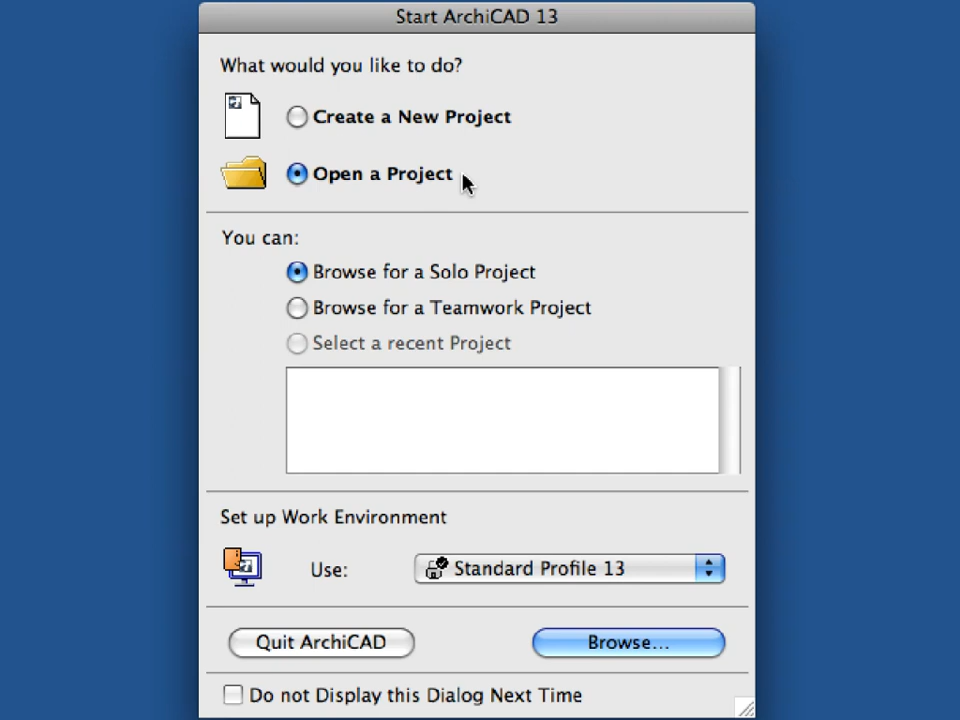 Start ArchiCAD 13
What would you like to do?
Create a New Project
Open a Project
You can:
Browse for a Solo Project
Browse for a Teamwork Project
Select a recent Project
Set up Work Environment
Use:
Standard Profile 13
Quit ArchiCAD
Browse...
Do not Display this Dialog Next Time